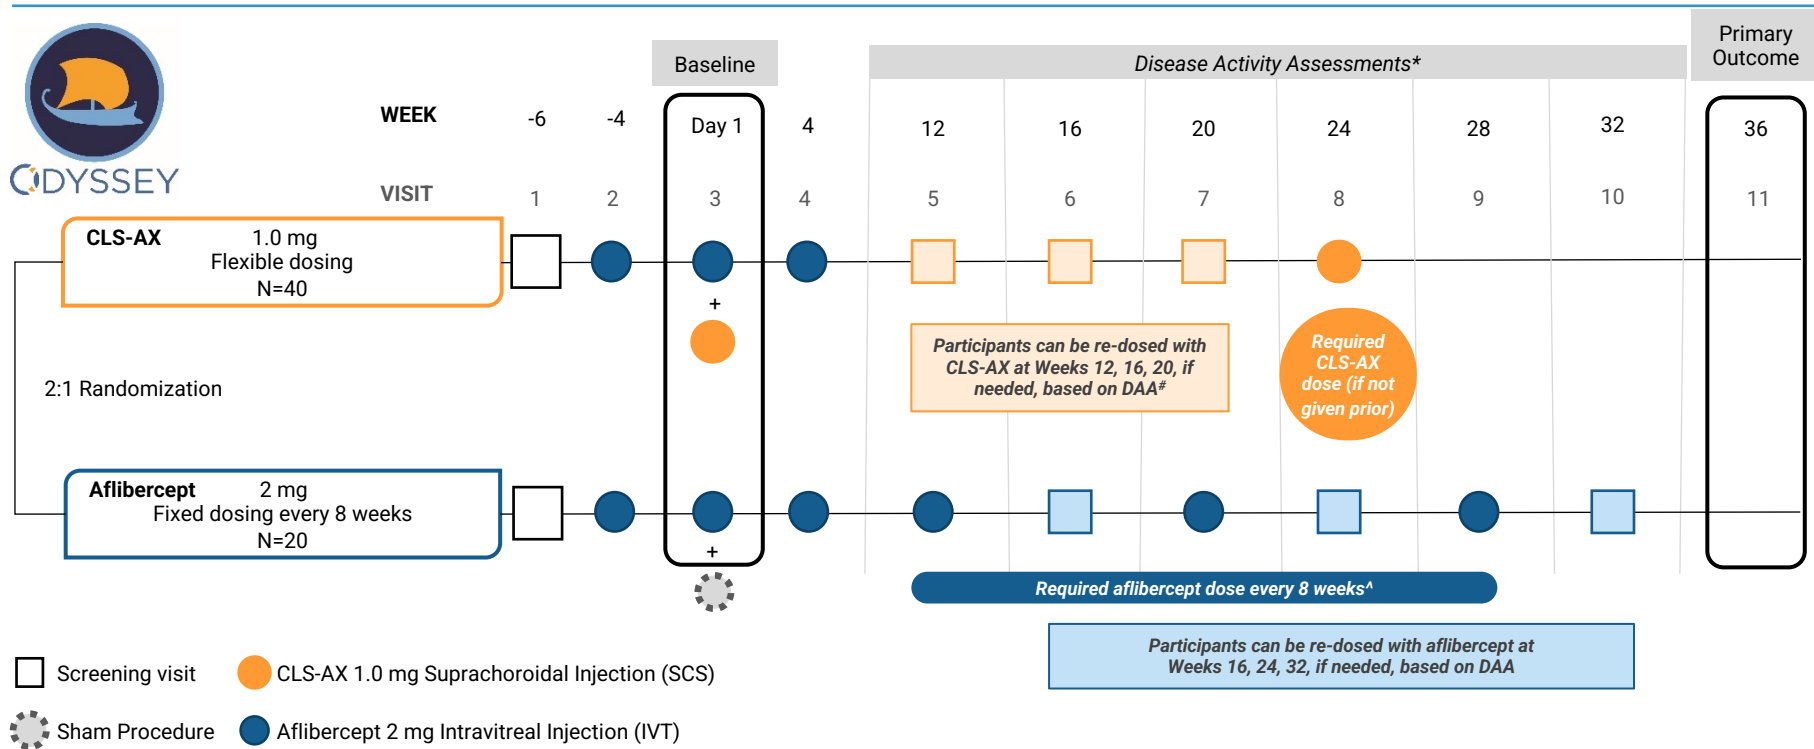 Baseline
Disease Activity Assessments*
Primary
Outcome
WEEK -6 -4 Day 1 4 12 16 20 24 28 32 36
ODYSSEY
VISIT 1 2 3 4 5 6 7 8 9 10 11
CLS-AX 1.0 mg
Flexible dosing
N=40
+
Participants can be re-dosed with
CLS-AX at Weeks 12, 16, 20, if
needed, based on DAA#
Required
CLS-AX
dose (if not
given prior)
2:1 Randomization
Aflibercept 2 mg
Fixed dosing every 8 weeks
N=20
+
Required aflibercept dose every 8 weeks^
Participants can be re-dosed with aflibercept at
Weeks 16, 24, 32, if needed, based on DAA
Screening visit
CLS-AX 1.0 mg Suprachoroidal Injection (SCS)
Sham Procedure
Aflibercept 2 mg Intravitreal Injection (IVT)